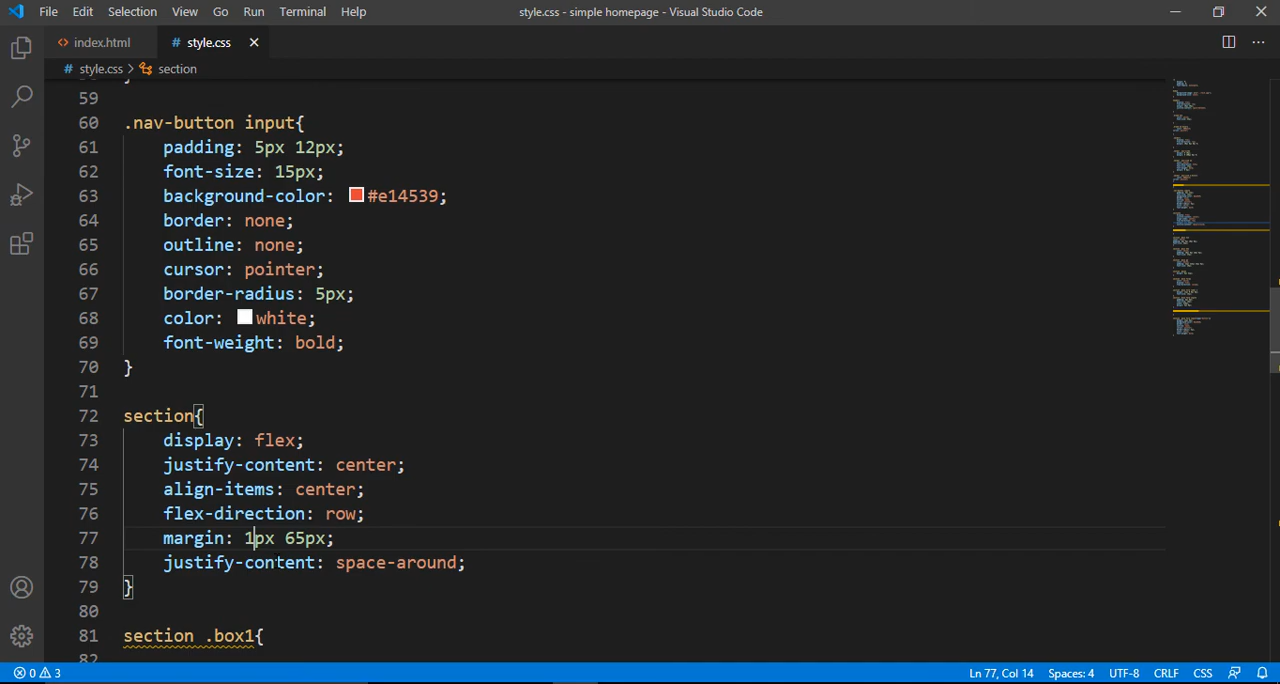 File Edit Selection View Go Run Terminal Help style.css - simple homepage - Visual Studio Code
<> index.html # style.css
# style.css > section
59
60 .nav-button input{
61 padding: 5px 12px;
62 font-size: 15px;
63 background-color: #e14539;
64 border: none;
65 outline: none;
66 cursor: pointer;
67 border-radius: 5px;
68 color: white;
69 font-weight: bold;
70 }
71
72 section{
73 display: flex;
74 justify-content: center;
75 align-items: center;
76 flex-direction: row;
77 margin: 1px 65px;
78 justify-content: space-around;
79 }
80
81 section .box1{
82
0 3 Ln 77, Col 14 Spaces: 4 UTF-8 CRLF CSS